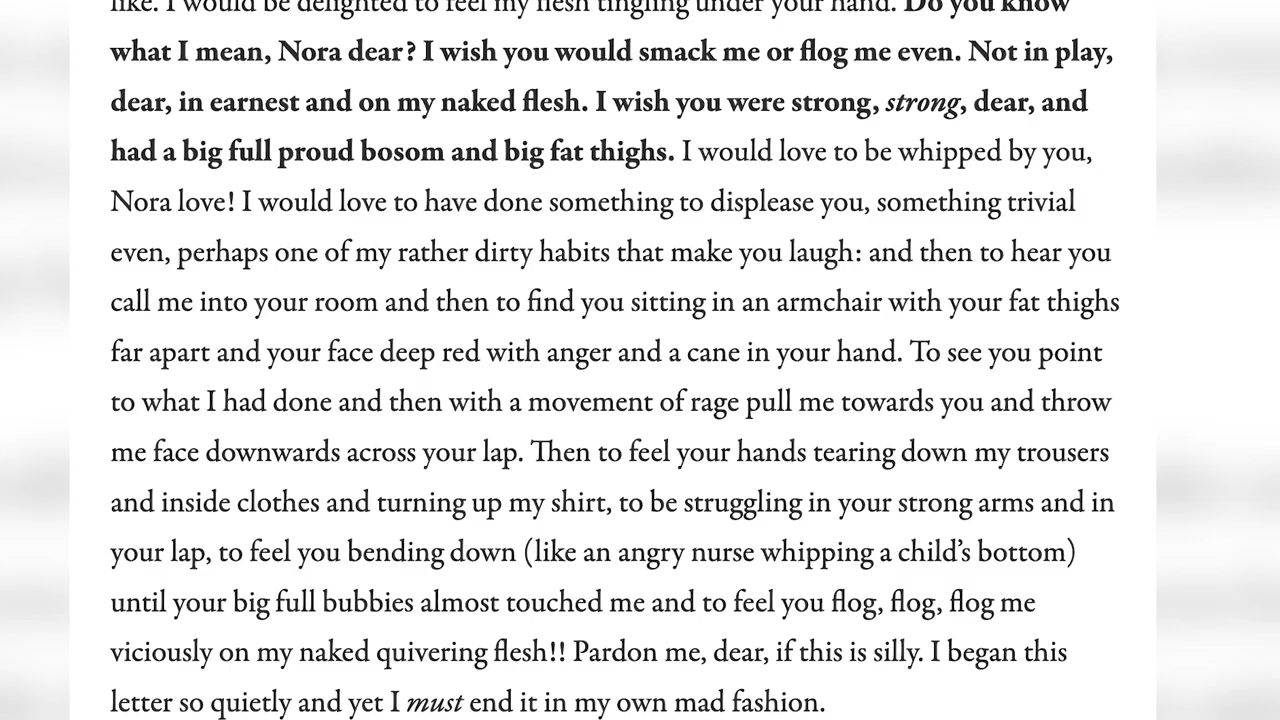 like. I would be delighted to feel my flesh tingling under your hand. Do you know
what I mean, Nora dear? I wish you would smack me or flog me even. Not in play,
dear, in earnest and on my naked flesh. I wish you were strong, strong, dear, and
had a big full proud bosom and big fat thighs. I would love to be whipped by you,
Nora love! I would love to have done something to displease you, something trivial
even, perhaps one of my rather dirty habits that make you laugh: and then to hear you
call me into your room and then to find you sitting in an armchair with your fat thighs
far apart and your face deep red with anger and a cane in your hand. To see you point
to what I had done and then with a movement of rage pull me towards you and throw
me face downwards across your lap. Then to feel your hands tearing down my trousers
and inside clothes and turning up my shirt, to be struggling in your strong arms and in
your lap, to feel you bending down (like an angry nurse whipping a child’s bottom)
until your big full bubbies almost touched me and to feel you flog, flog, flog me
viciously on my naked quivering flesh!! Pardon me, dear, if this is silly. I began this
letter so quietly and yet I must end it in my own mad fashion.